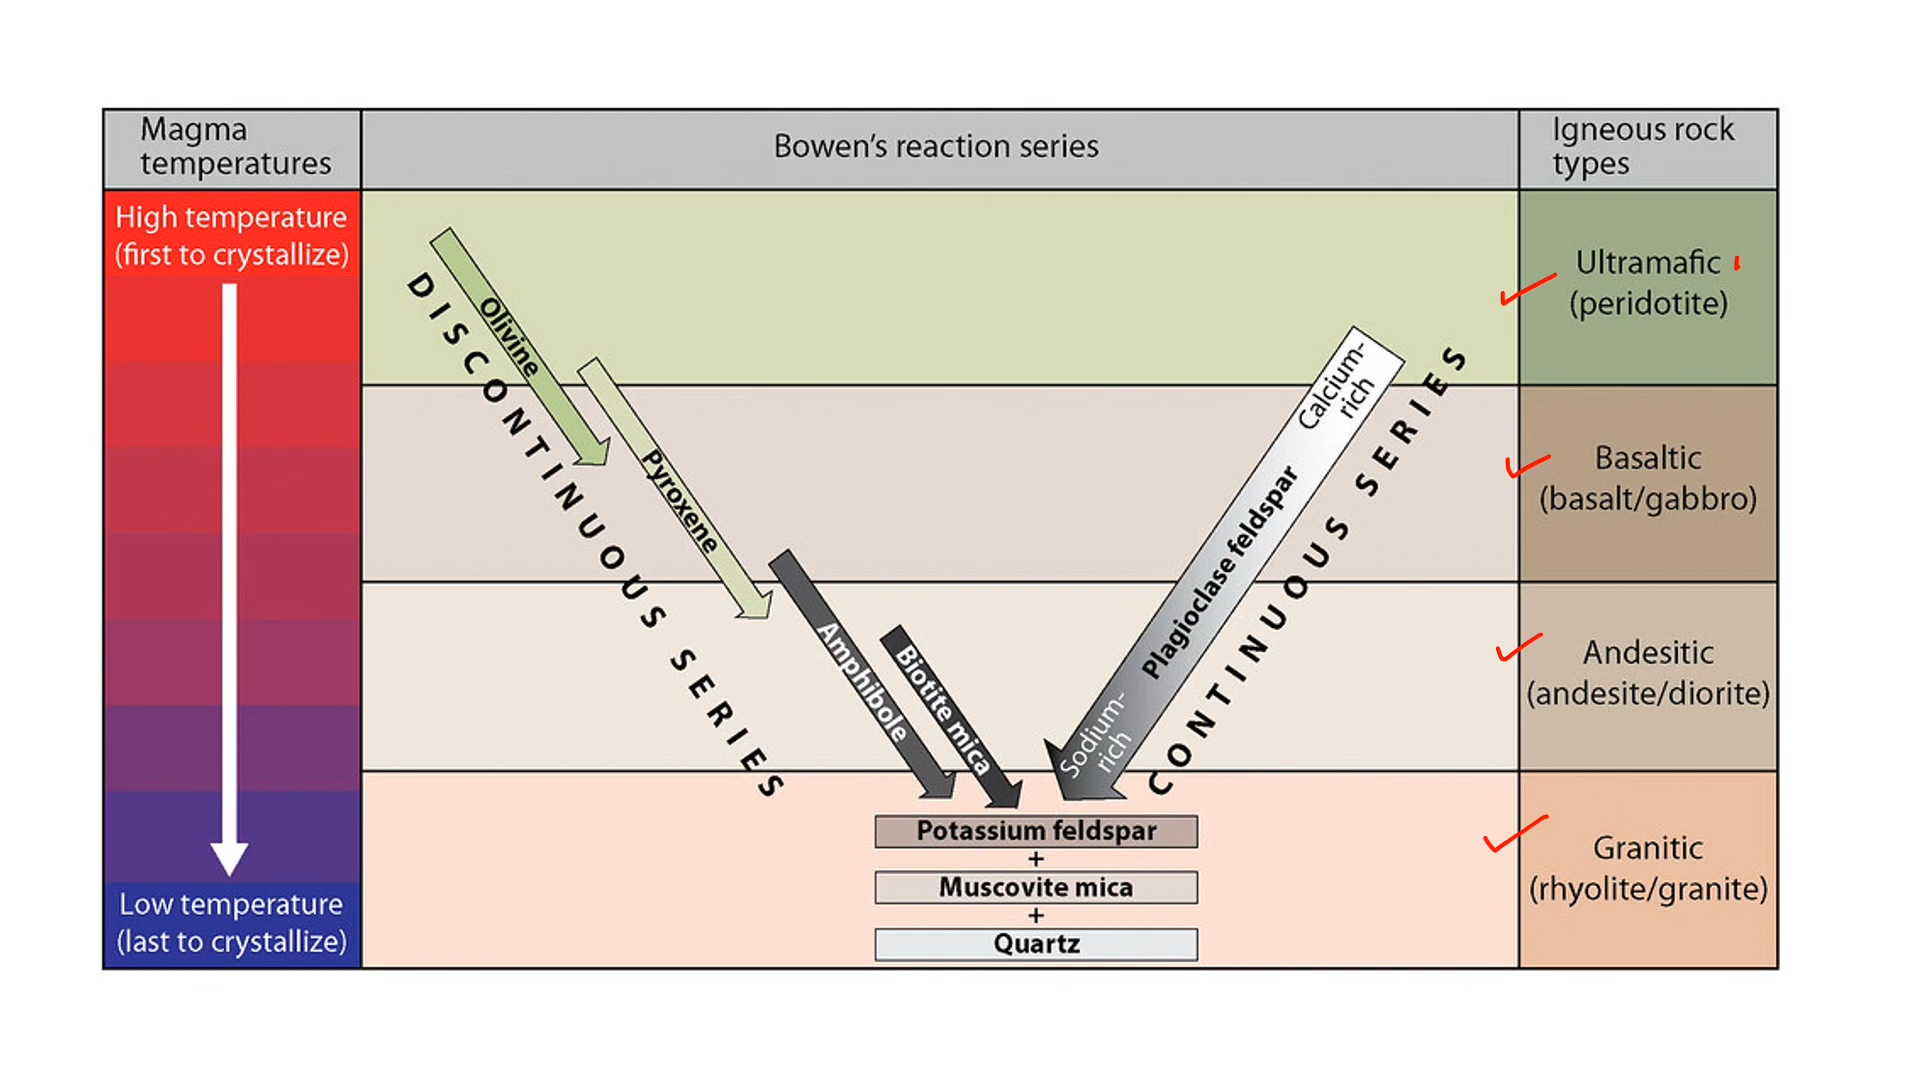 Magma
temperatures
Bowen's reaction series
Igneous rock
types
High temperature
(first to crystallize)
Low temperature
(last to crystallize)
Olivine
Pyroxene
Amphibole
Biotite mica
DISCONTINUOUS SERIES
Calcium-
rich
Plagioclase feldspar
Sodium-
rich
CONTINUOUS SERIES
Potassium feldspar
+
Muscovite mica
+
Quartz
Ultramafic
(peridotite)
Basaltic
(basalt/gabbro)
Andesitic
(andesite/diorite)
Granitic
(rhyolite/granite)